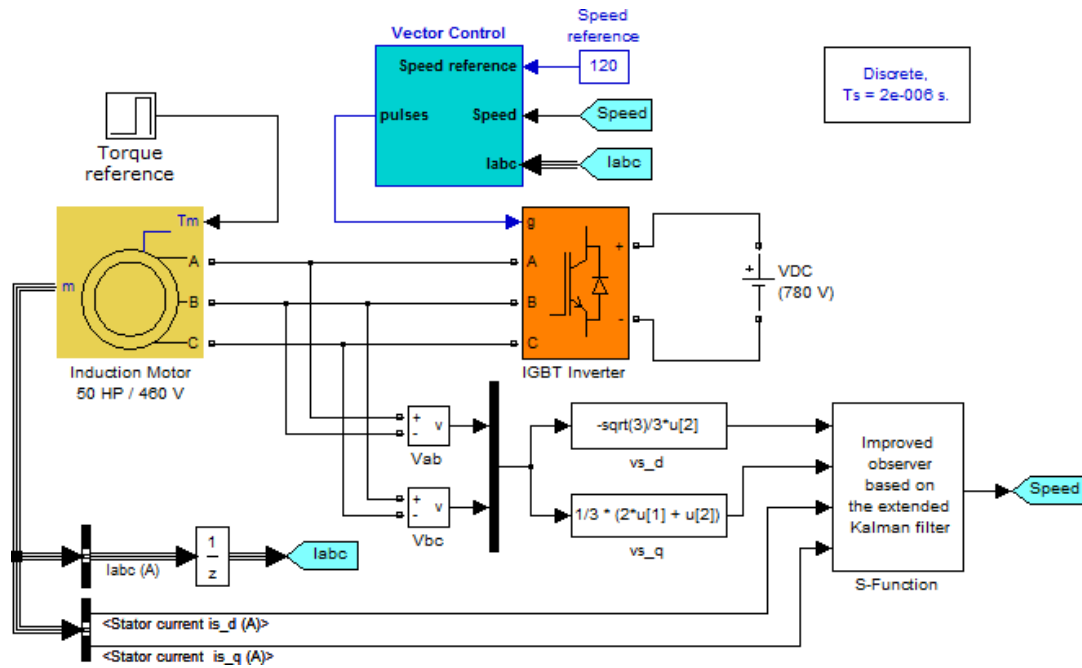 Vector Control
Speed
reference
Speed reference
120
Discrete,
Ts = 2e-006 s.
pulses
Speed
Speed
Iabc
Iabc
Torque
reference
Tm
g
m
A
A
+
B
B
VDC
(780 V)
+
C
C
-
Induction Motor
50 HP / 460 V
IGBT Inverter
+
-
v
Vab
-sqrt(3)/3*u[2]
vs_d
Improved
observer
based on
the extended
Kalman filter
Speed
+
-
v
Vbc
1/3 * (2*u[1] + u[2])
vs_q
S-Function
Iabc (A)
1
z
Iabc
<Stator current is_d (A)>
<Stator current is_q (A)>